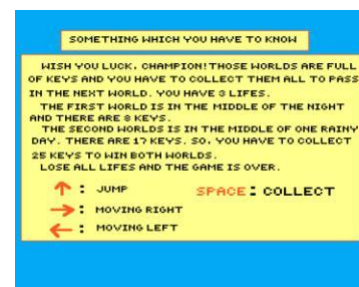 SOMETHING WHICH YOU HAVE TO KNOW
WISH YOU LUCK, CHAMPION! THOSE WORLDS ARE FULL
OF KEYS AND YOU HAVE TO COLLECT THEM ALL TO PASS
IN THE NEXT WORLD. YOU HAVE 3 LIFES.
THE FIRST WORLD IS IN THE MIDDLE OF THE NIGHT
AND THERE ARE 8 KEYS.
THE SECOND WORLDS IS IN THE MIDDLE OF ONE RAINY
DAY. THERE ARE 17 KEYS. SO, YOU HAVE TO COLLECT
25 KEYS TO WIN BOTH WORLDS.
LOSE ALL LIFES AND THE GAME IS OVER.
↑ : JUMP SPACE : COLLECT
→ : MOVING RIGHT
← : MOVING LEFT